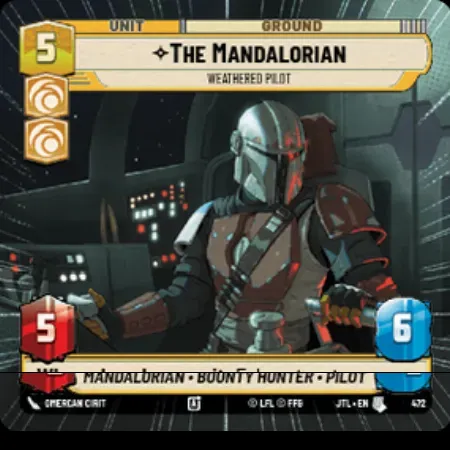 UNIT GROUND
5 THE MANDALORIAN
WEATHERED PILOT
5 6
MANDALORIAN • BOUNTY HUNTER • PILOT
OMERCAN CIRIT LFL FFG JTL • EN 472